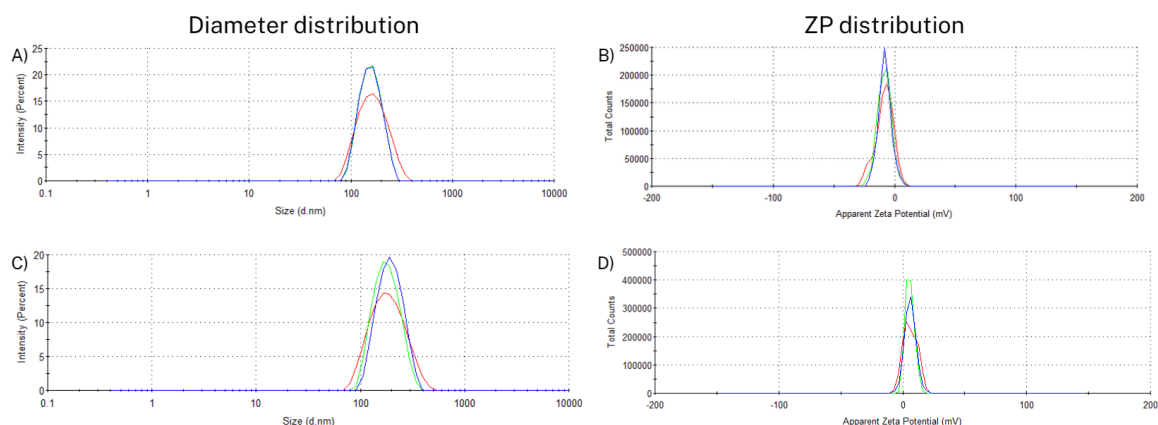 Diameter distribution
ZP distribution
A)
25
20
15
10
5
0
Intensity (Percent)
0.1 1 10 100 1000 10000
Size (d.nm)
B)
250000
200000
150000
100000
50000
0
Total Counts
-200 -100 0 100 200
Apparent Zeta Potential (mV)
C)
20
15
10
5
0
Intensity (Percent)
0.1 1 10 100 1000 10000
Size (d.nm)
D)
500000
400000
300000
200000
100000
0
Total Counts
-200 -100 0 100 200
Apparent Zeta Potential (mV)